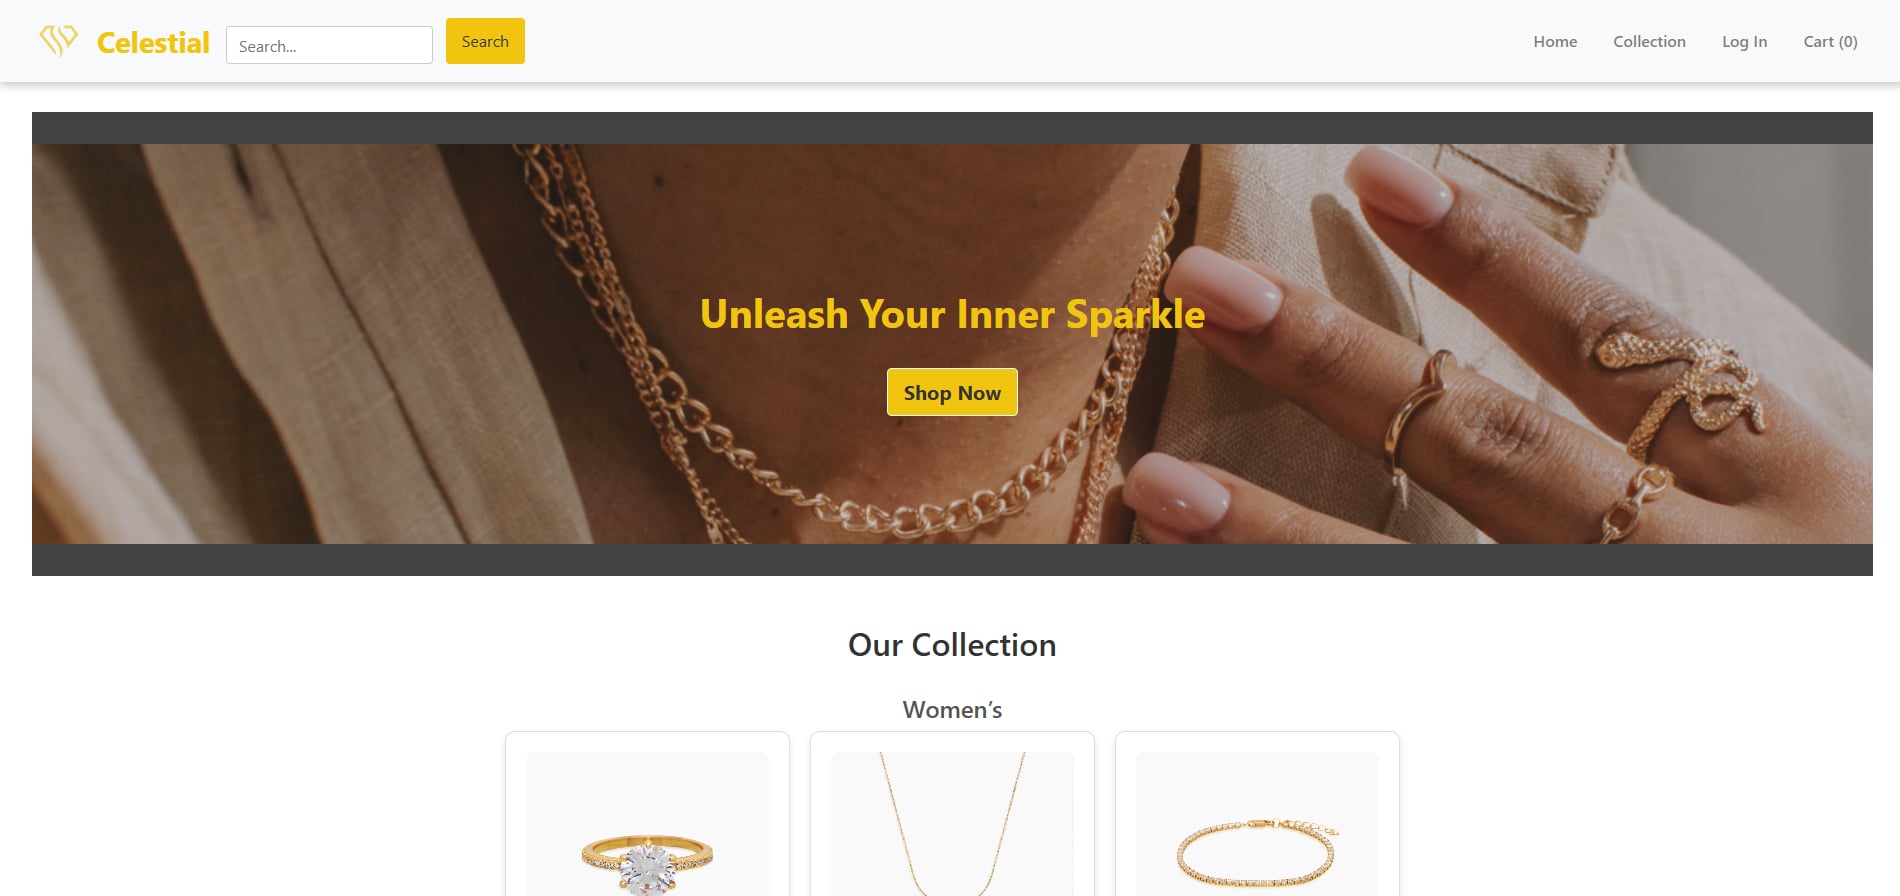 Celestial
Search...
Search
Home
Collection
Log In
Cart (0)
Unleash Your Inner Sparkle
Shop Now
Our Collection
Women’s